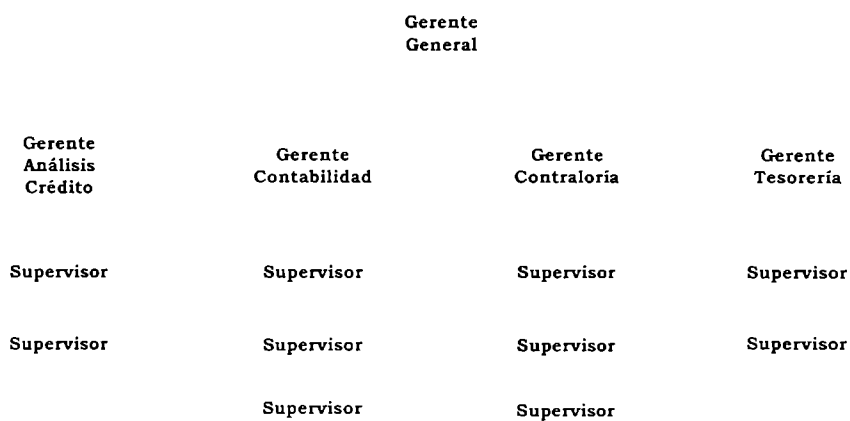 Gerente
General
Gerente
Análisis
Crédito
Gerente
Contabilidad
Gerente
Contraloría
Gerente
Tesorería
Supervisor
Supervisor
Supervisor
Supervisor
Supervisor
Supervisor
Supervisor
Supervisor
Supervisor
Supervisor